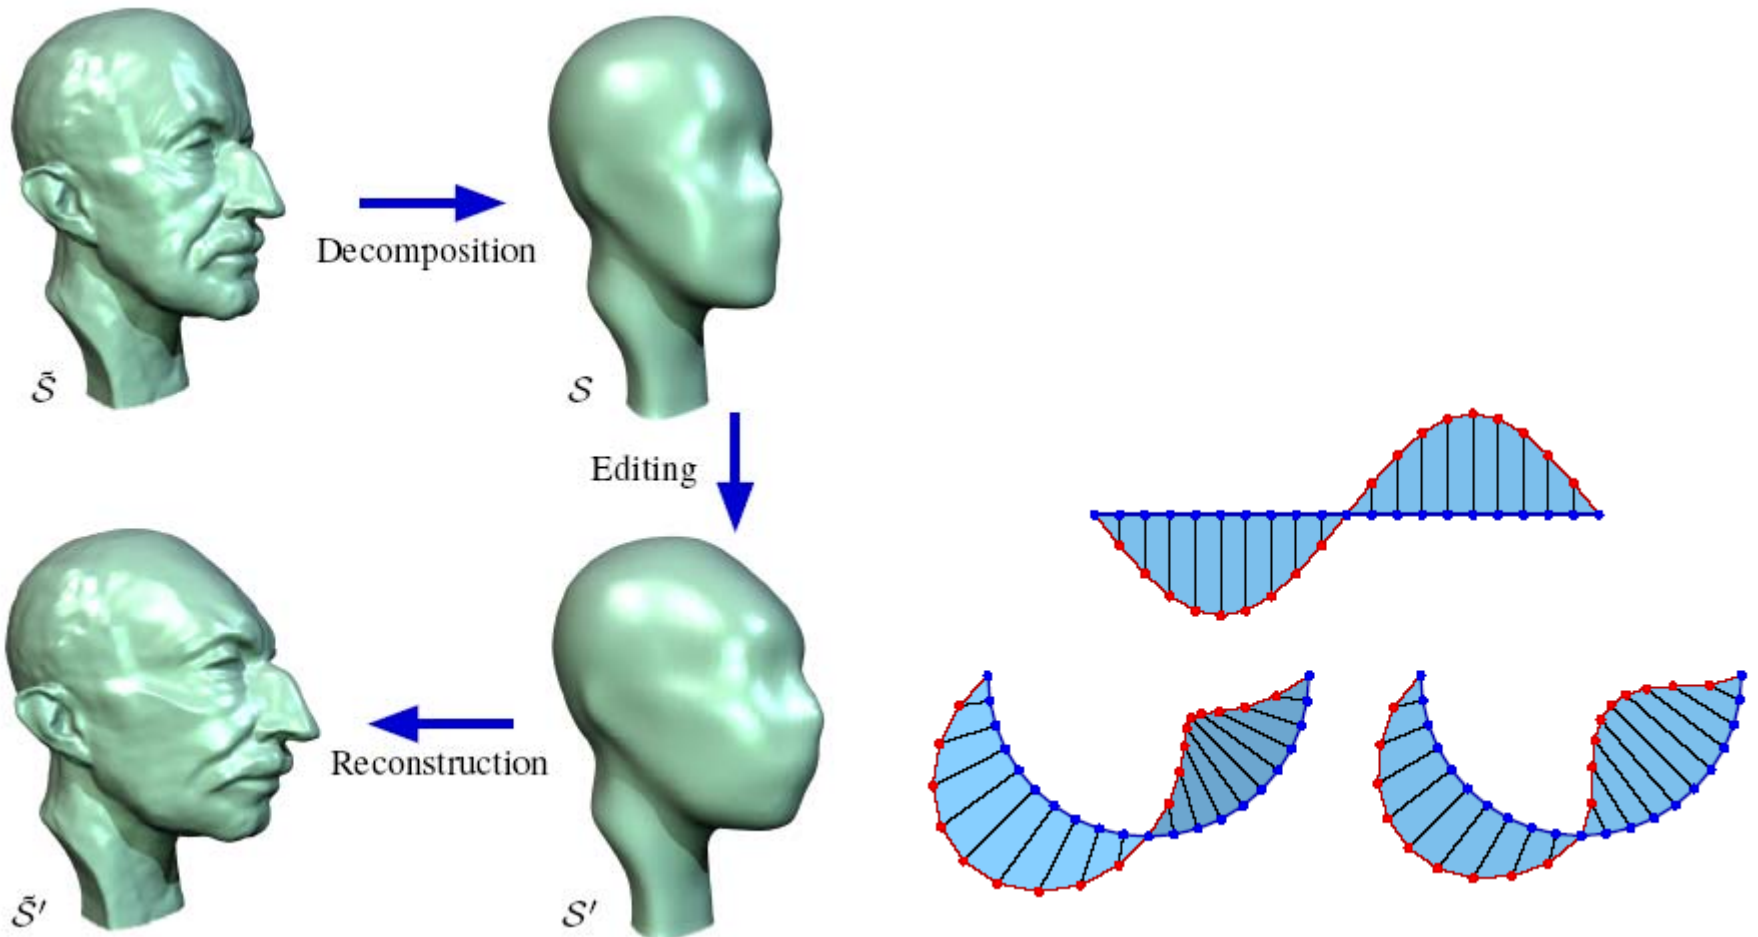 Decomposition
S̃
S
Editing
Reconstruction
S̃′
S′